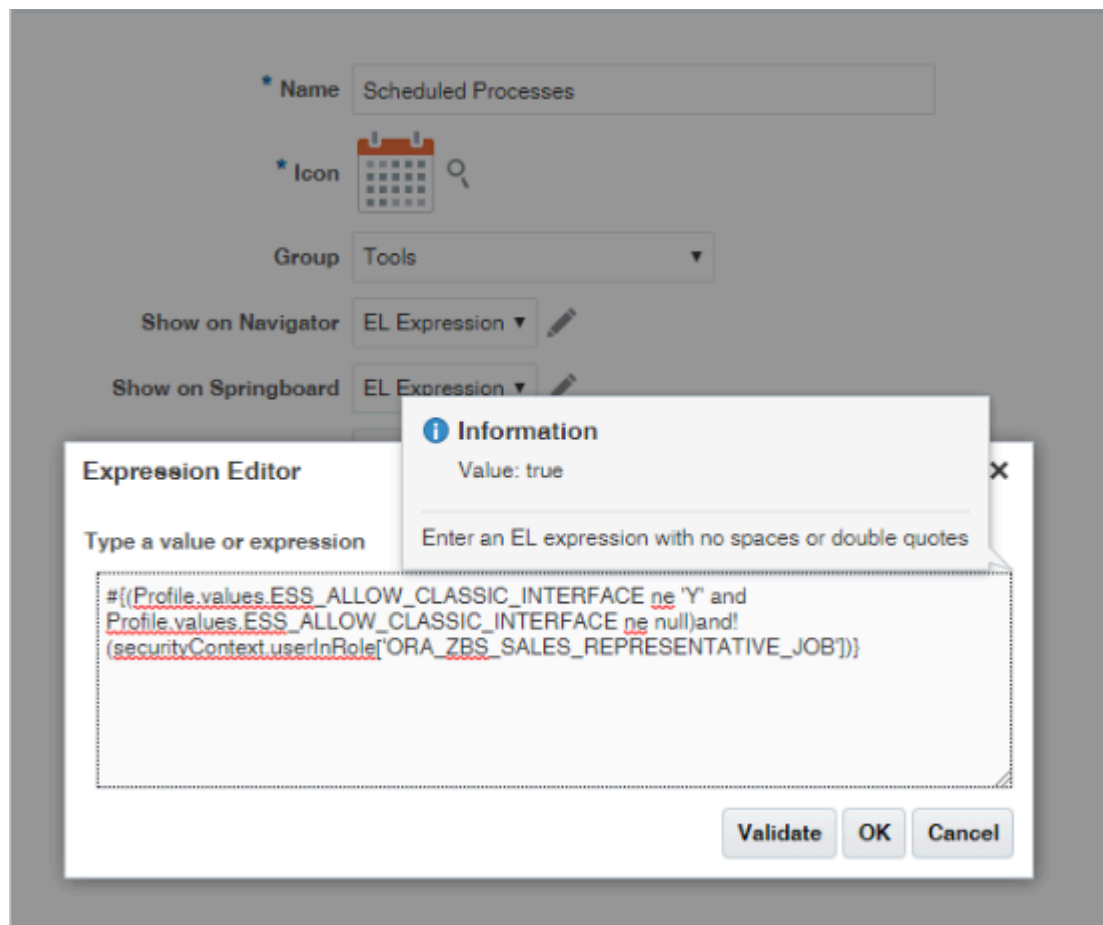 * Name Scheduled Processes
* Icon
Group Tools
Show on Navigator EL Expression
Show on Springboard EL Expression
Information
Value: true
Enter an EL expression with no spaces or double quotes
Expression Editor
Type a value or expression
#{(Profile.values.ESS_ALLOW_CLASSIC_INTERFACE ne 'Y' and
Profile.values.ESS_ALLOW_CLASSIC_INTERFACE ne null)and!
(securityContext.userInRole['ORA_ZBS_SALES_REPRESENTATIVE_JOB'])}
Validate OK Cancel